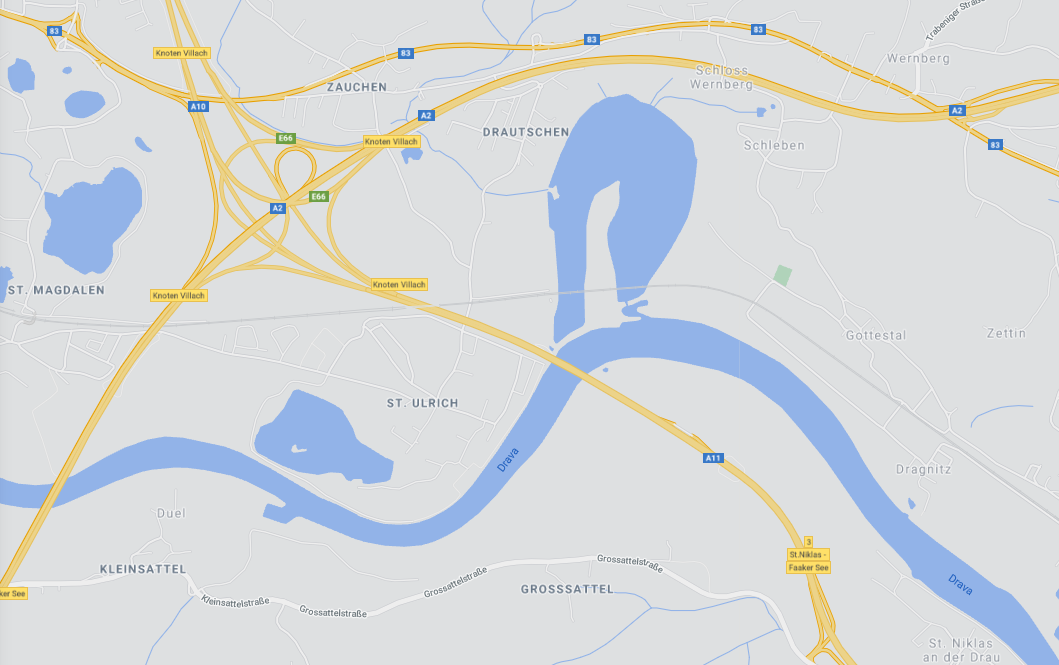 Trabeniger Straße
83
83
83
83
Knoten Villach
Wernberg
Schloss
Wernberg
ZAUCHEN
A10
A2
A2
DRAUTSCHEN
E66
Knoten Villach
Schleben
83
E66
A2
ST. MAGDALEN
Knoten Villach
Knoten Villach
Gottestal
Zettin
ST. ULRICH
Drava
A11
Dragnitz
Duel
3
St.Niklas -
Faaker See
KLEINSATTEL
Grossattelstraße
Grossattelstraße
GROSSSATTEL
Drava
ker See
Kleinsattelstraße
Grossattelstraße
St. Niklas
an der Drau